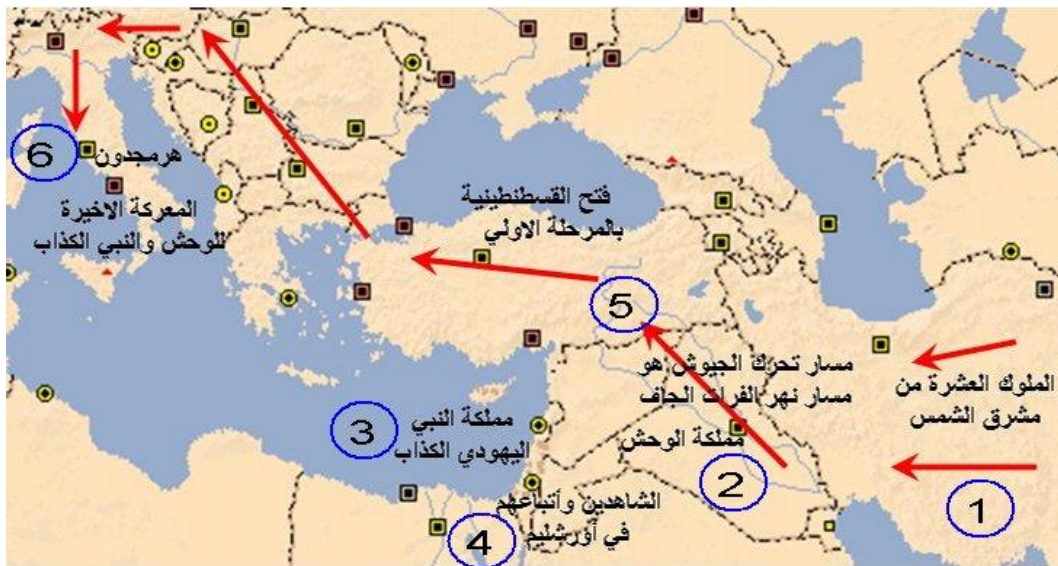 6
هرمجدون
المعركة الاخيرة
للوحش والنبي الكذاب
فتح القسطنطينية
بالمرحلة الاولي
5
مسار تحرك الجيوش هو
مسار نهر الفرات الجاف
الملوك العشرة من
مشرق الشمس
3
مملكة النبي
اليهودي الكذاب
مملكة الوحش
2
1
الشاهدين وأتباعهم
في أورشليم
4